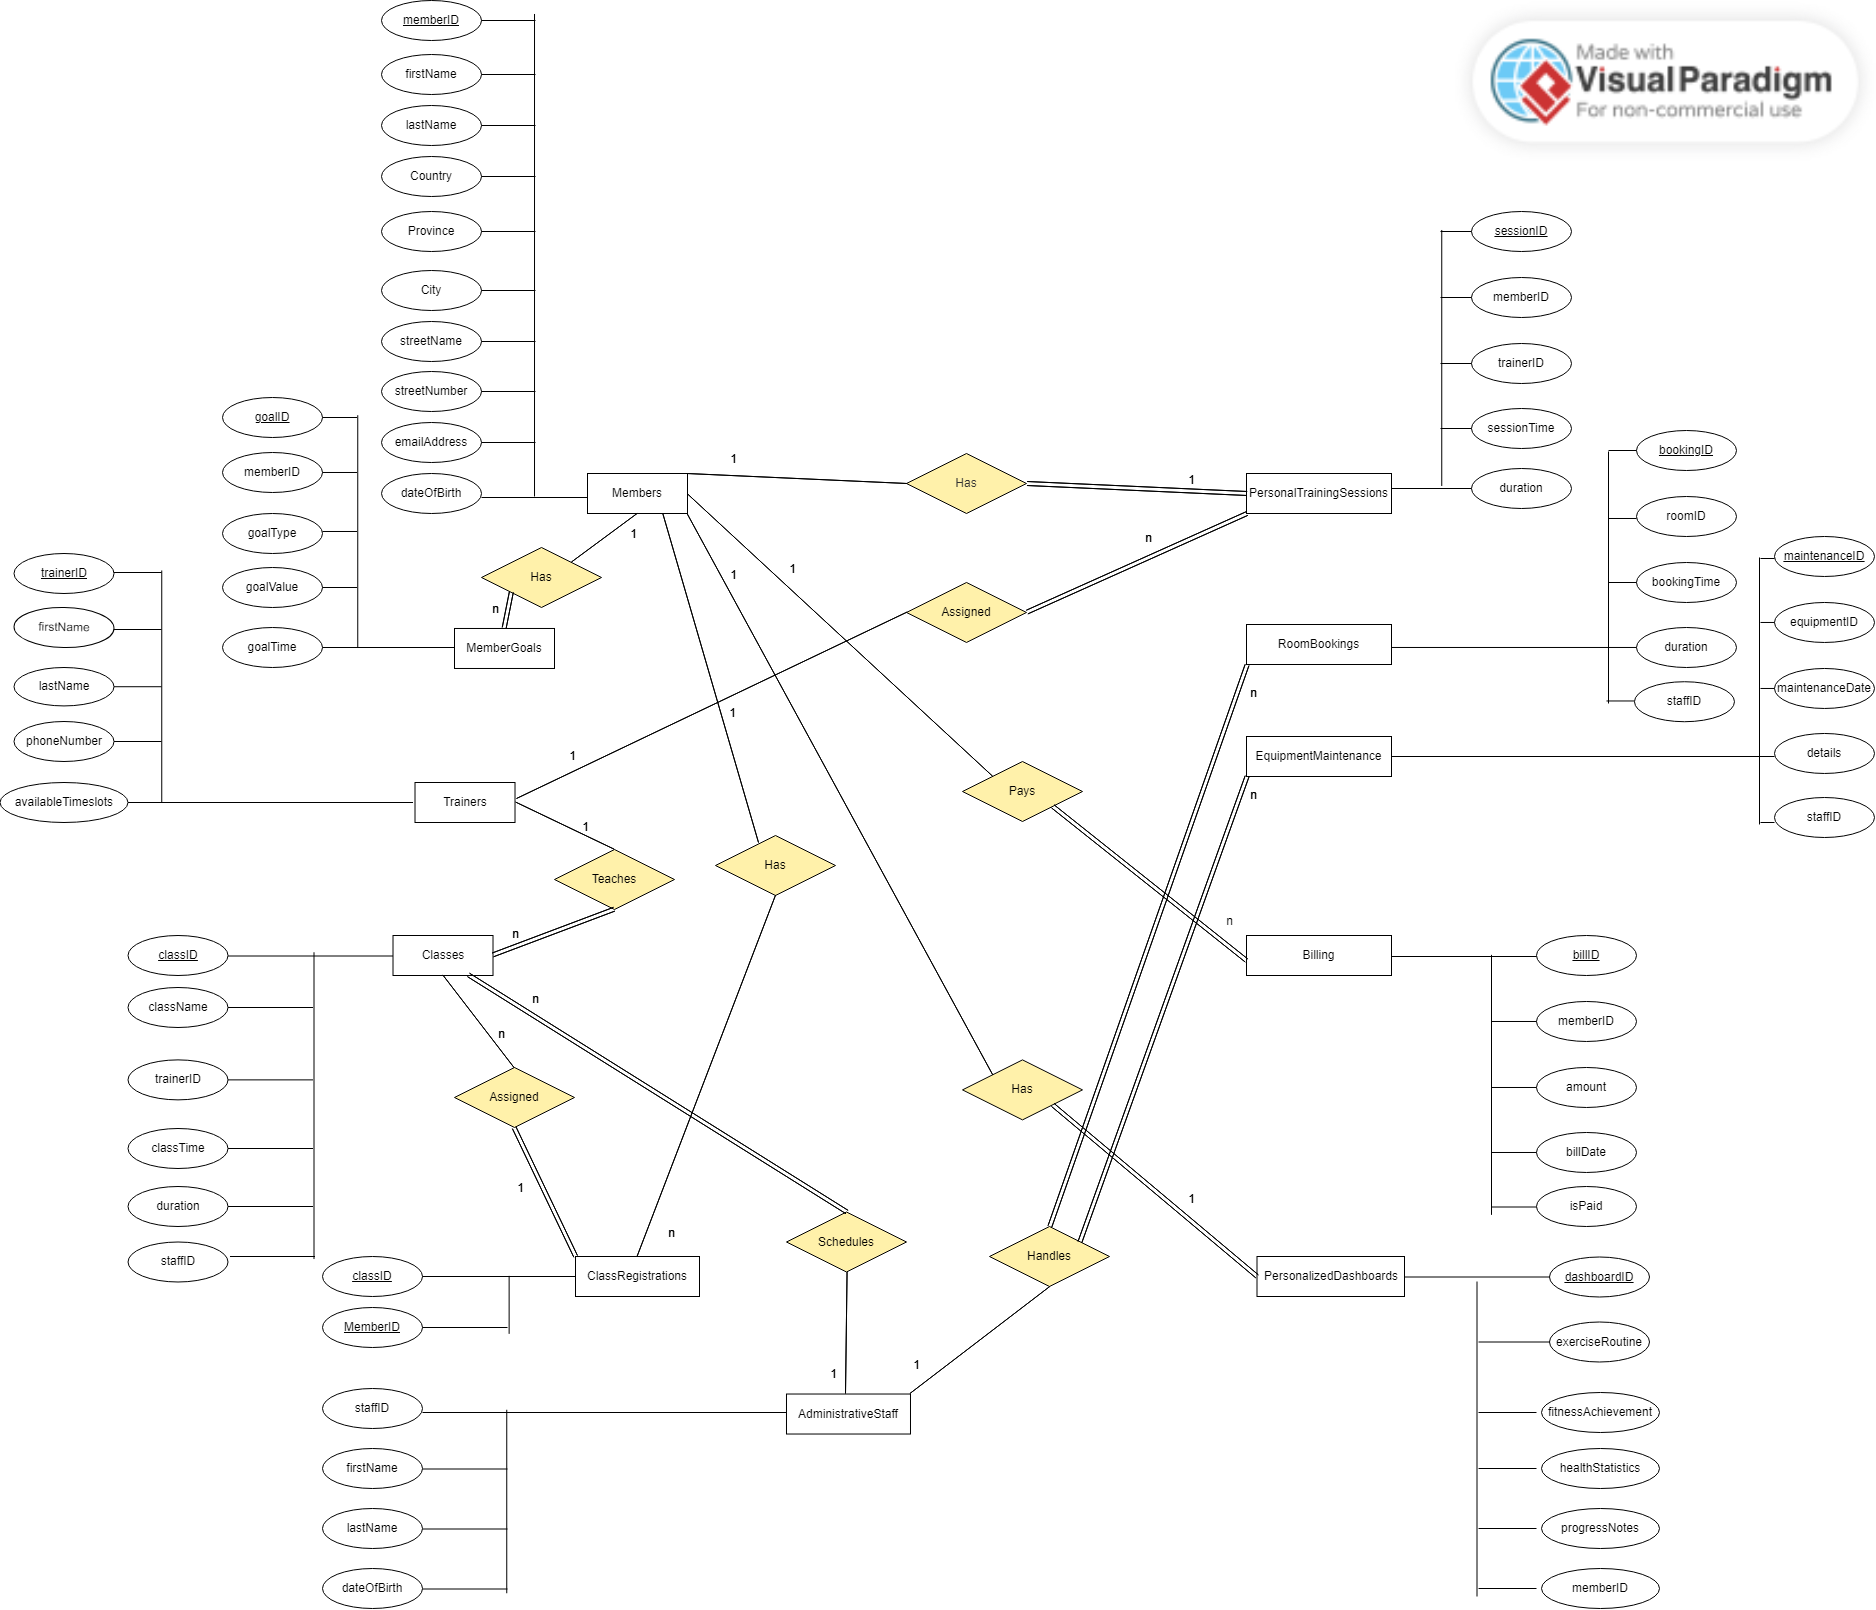 memberID
firstName
lastName
Country
Province
City
streetName
streetNumber
emailAddress
dateOfBirth
Made with
Visual Paradigm
For non-commercial use
sessionID
memberID
trainerID
sessionTime
duration
goalID
memberID
goalType
goalValue
goalTime
bookingID
roomID
bookingTime
duration
staffID
maintenanceID
equipmentID
maintenanceDate
details
staffID
trainerID
firstName
lastName
phoneNumber
availableTimeslots
Members
1
Has
1
PersonalTrainingSessions
1
Has
n
MemberGoals
1
1
n
Assigned
1
RoomBookings
n
EquipmentMaintenance
n
1
Trainers
1
Teaches
n
1
Has
n
Pays
n
Billing
billID
memberID
amount
billDate
isPaid
classID
className
trainerID
classTime
duration
staffID
Classes
n
n
Assigned
1
Has
1
Schedules
1
Handles
1
ClassRegistrations
classID
MemberID
PersonalizedDashboards
dashboardID
exerciseRoutine
fitnessAchievement
healthStatistics
progressNotes
memberID
AdministrativeStaff
staffID
firstName
lastName
dateOfBirth